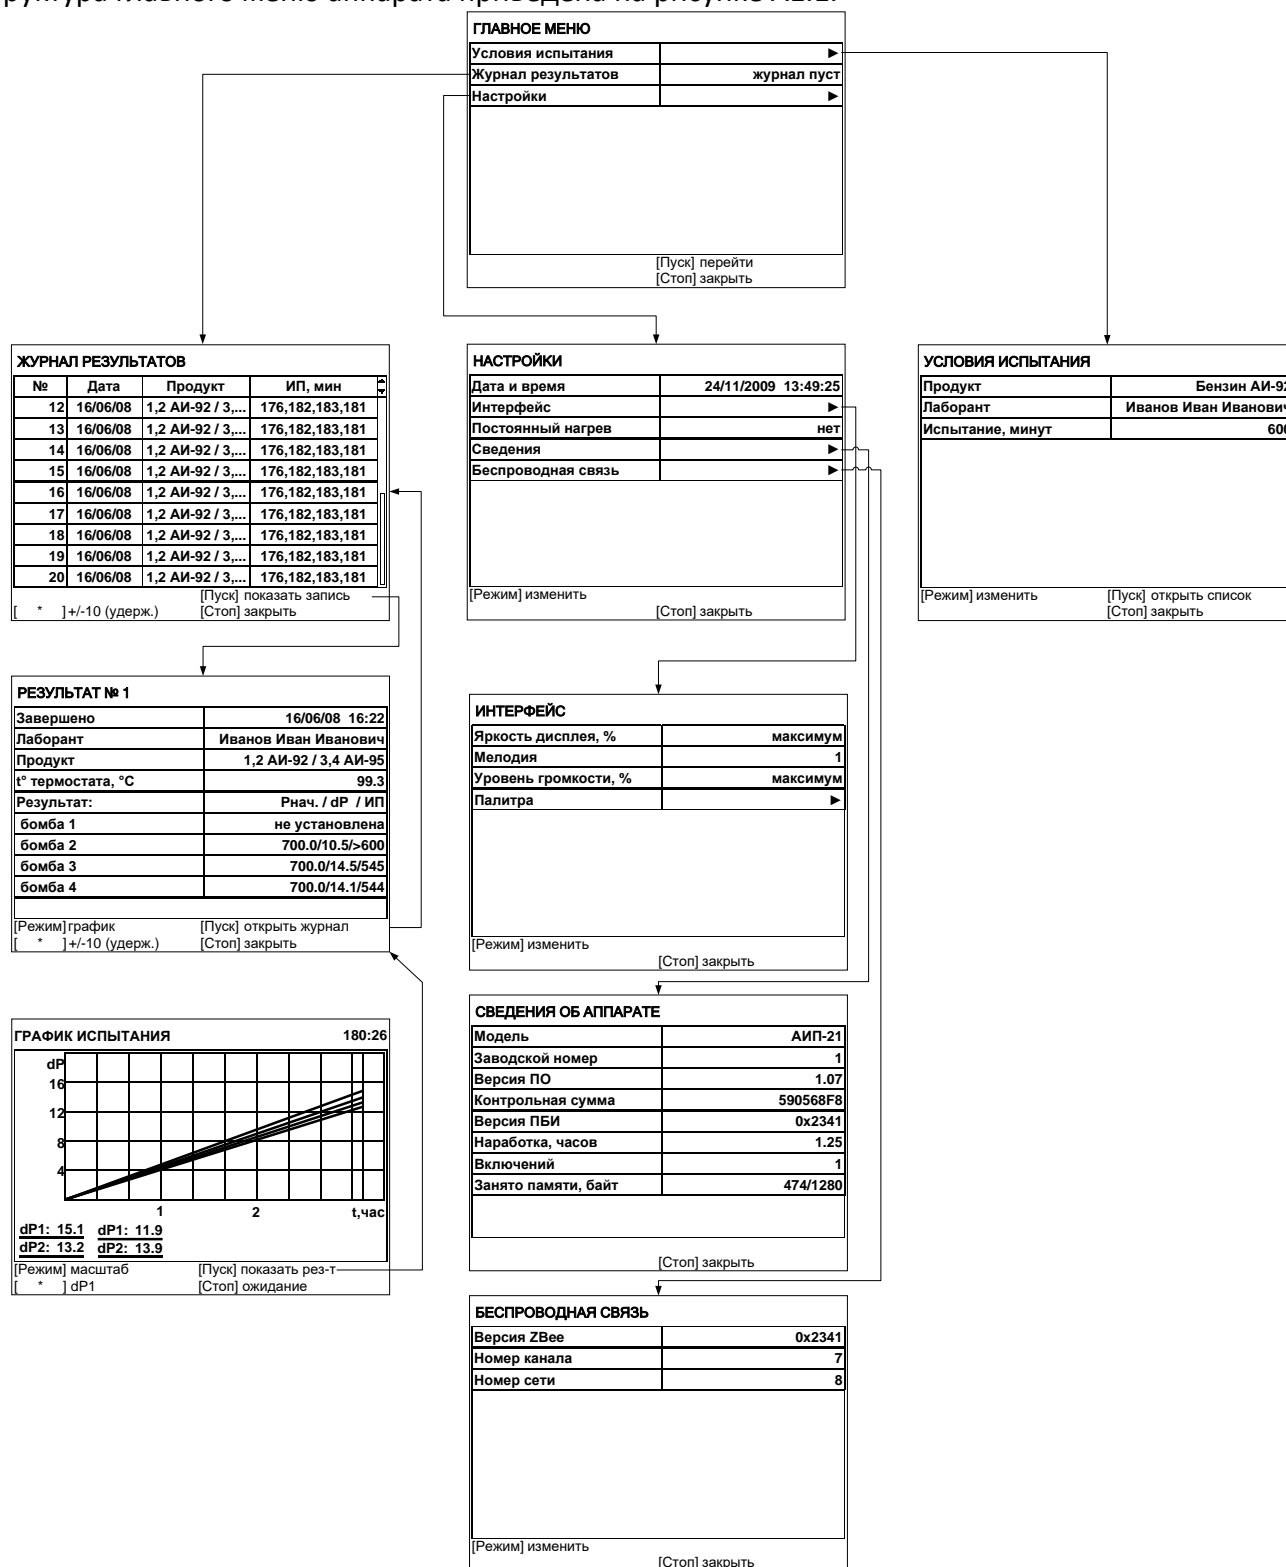 руктура главного меню аппарата приведена на рисунке
ГЛАВНОЕ МЕНЮ
Условия испытания ►
Журнал результатов журнал пуст
Настройки ►
[Пуск] перейти
[Стоп] закрыть
ЖУРНАЛ РЕЗУЛЬТАТОВ
№ Дата Продукт ИП, мин
12 16/06/08 1,2 АИ-92 / 3,... 176,182,183,181
13 16/06/08 1,2 АИ-92 / 3,... 176,182,183,181
14 16/06/08 1,2 АИ-92 / 3,... 176,182,183,181
15 16/06/08 1,2 АИ-92 / 3,... 176,182,183,181
16 16/06/08 1,2 АИ-92 / 3,... 176,182,183,181
17 16/06/08 1,2 АИ-92 / 3,... 176,182,183,181
18 16/06/08 1,2 АИ-92 / 3,... 176,182,183,181
19 16/06/08 1,2 АИ-92 / 3,... 176,182,183,181
20 16/06/08 1,2 АИ-92 / 3,... 176,182,183,181
[Пуск] показать запись
[ * ] +/-10 (удерж.) [Стоп] закрыть
НАСТРОЙКИ
Дата и время 24/11/2009 13:49:25
Интерфейс ►
Постоянный нагрев нет
Сведения ►
Беспроводная связь ►
[Режим] изменить
[Стоп] закрыть
УСЛОВИЯ ИСПЫТАНИЯ
Продукт Бензин АИ-92
Лаборант Иванов Иван Иванович
Испытание, минут 600
[Режим] изменить [Пуск] открыть список
[Стоп] закрыть
РЕЗУЛЬТАТ № 1
Завершено 16/06/08 16:22
Лаборант Иванов Иван Иванович
Продукт 1,2 АИ-92 / 3,4 АИ-95
t° термостата, °C 99.3
Результат: Рнач. / dP / ИП
бомба 1 не установлена
бомба 2 700.0/10.5/>600
бомба 3 700.0/14.5/545
бомба 4 700.0/14.1/544
[Режим] график [Пуск] открыть журнал
[ * ] +/-10 (удерж.) [Стоп] закрыть
ИНТЕРФЕЙС
Яркость дисплея, % максимум
Мелодия 1
Уровень громкости, % максимум
Палитра ►
[Режим] изменить
[Стоп] закрыть
ГРАФИК ИСПЫТАНИЯ 180:26
dP
16
12
8
4
1 2 t,час
dP1: 15.1 dP1: 11.9
dP2: 13.2 dP2: 13.9
[Режим] масштаб [Пуск] показать рез-т
[ * ] dP1 [Стоп] ожидание
СВЕДЕНИЯ ОБ АППАРАТЕ
Модель АИП-21
Заводской номер 1
Версия ПО 1.07
Контрольная сумма 590568F8
Версия ПБИ 0x2341
Наработка, часов 1.25
Включений 1
Занято памяти, байт 474/1280
[Стоп] закрыть
БЕСПРОВОДНАЯ СВЯЗЬ
Версия ZBee 0x2341
Номер канала 7
Номер сети 8
[Режим] изменить
[Стоп] закрыть